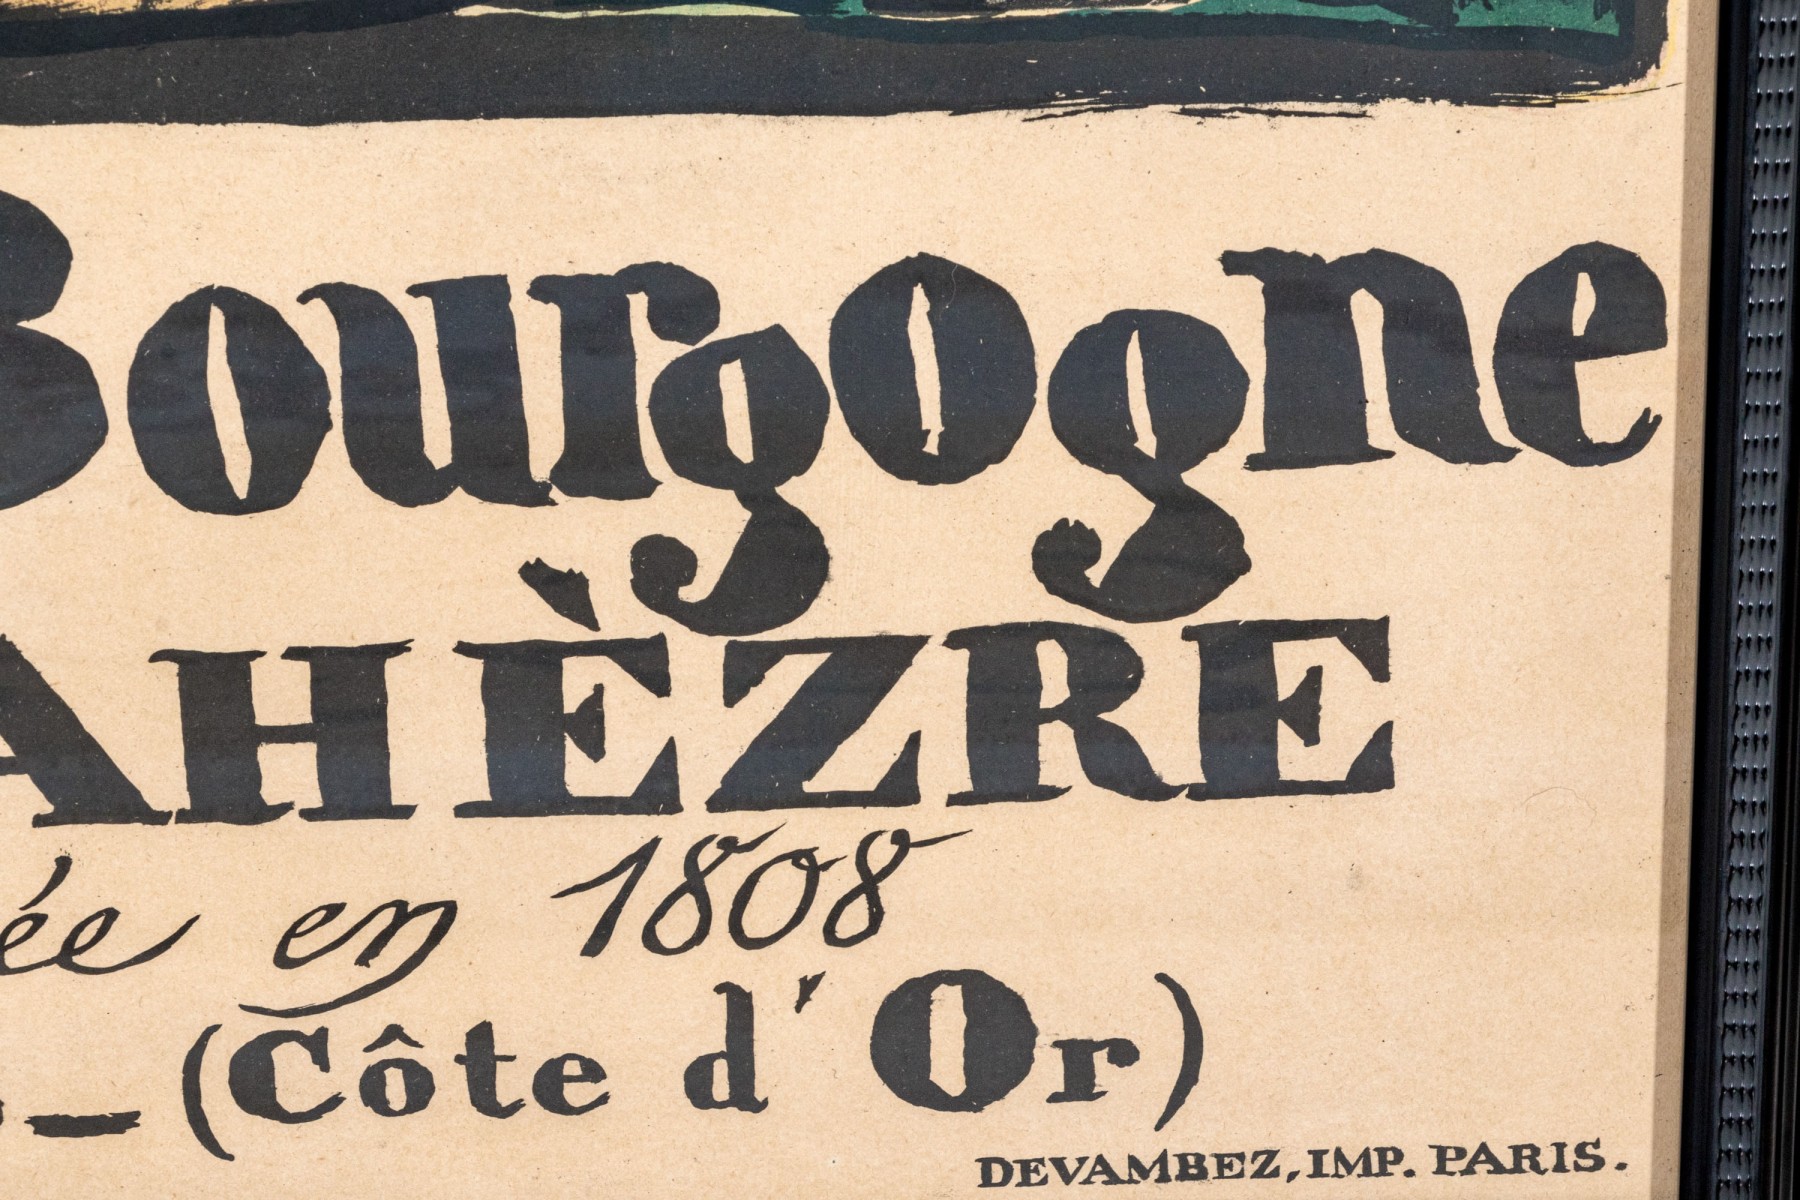 Bourgogne
AHÈZRE
ée en 1808
_ (Côte d'Or)
DEVAMBEZ, IMP. PARIS.